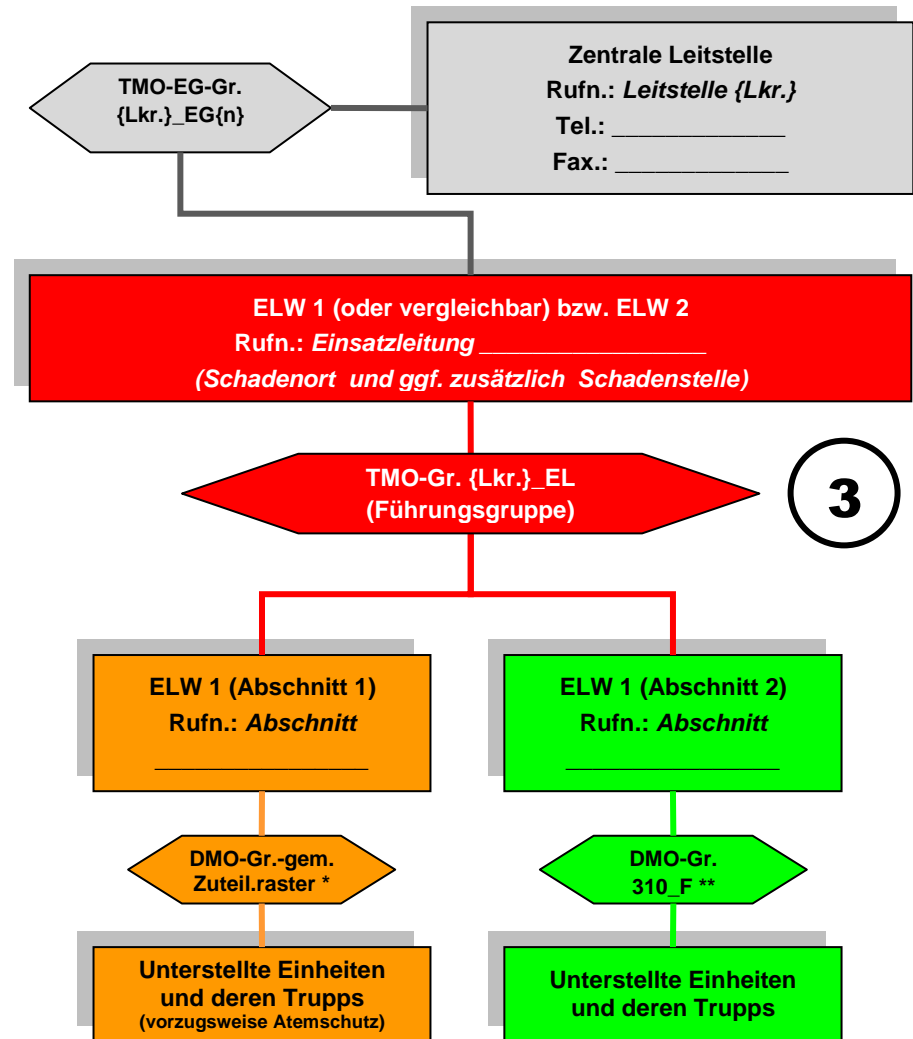 TMO-EG-Gr.
{Lkr.}_EG{n}
Zentrale Leitstelle
Rufn.: Leitstelle {Lkr.}
Tel.: _____________
Fax.: _____________
ELW 1 (oder vergleichbar) bzw. ELW 2
Rufn.: Einsatzleitung _________________
(Schadenort und ggf. zusätzlich Schadenstelle)
TMO-Gr. {Lkr.}_EL
(Führungsgruppe)
3
ELW 1 (Abschnitt 1)
Rufn.: Abschnitt
________________
ELW 1 (Abschnitt 2)
Rufn.: Abschnitt
________________
DMO-Gr.-gem.
Zuteil.raster *
DMO-Gr.
310_F **
Unterstellte Einheiten
und deren Trupps
(vorzugsweise Atemschutz)
Unterstellte Einheiten
und deren Trupps